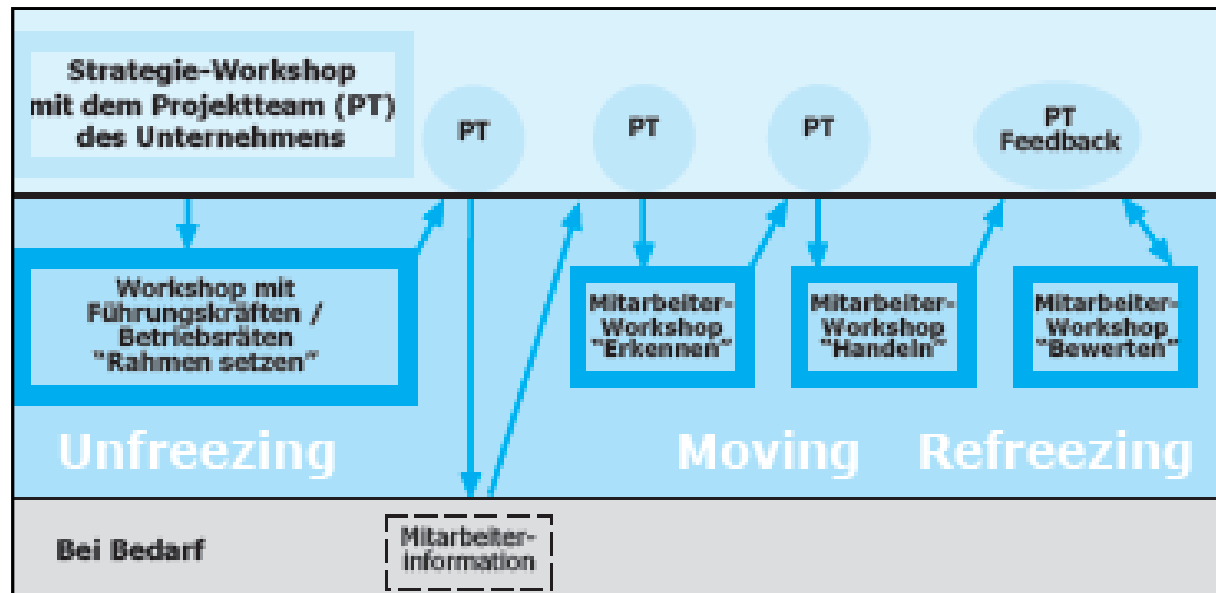 Strategie-Workshop
mit dem Projektteam (PT)
des Unternehmens
PT
PT
PT
PT
Feedback
Workshop mit
Führungskräften /
Betriebsräten
"Rahmen setzen"
Mitarbeiter-
Workshop
"Erkennen"
Mitarbeiter-
Workshop
"Handeln"
Mitarbeiter-
Workshop
"Bewerten"
Unfreezing
Moving
Refreezing
Bei Bedarf
Mitarbeiter-
information